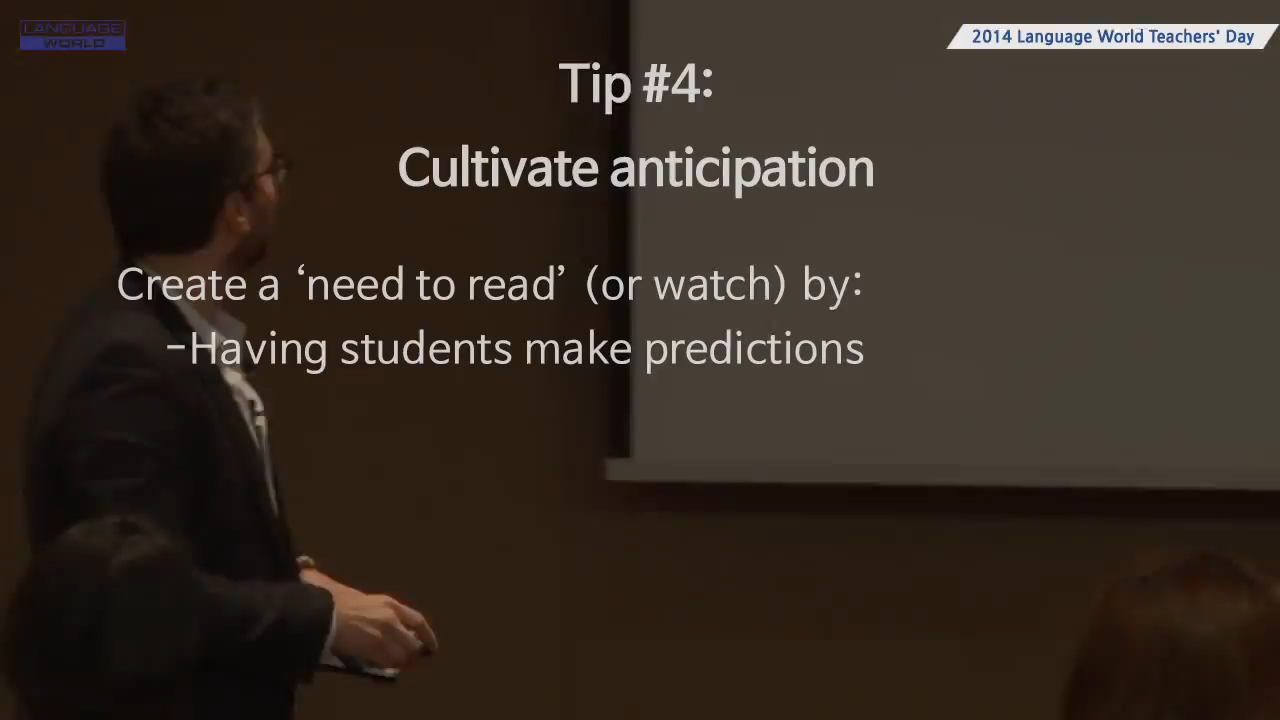 LANGUAGE
WORLD
2014 Language World Teachers' Day
Tip #4:
Cultivate anticipation
Create a ‘need to read’ (or watch) by:
-Having students make predictions